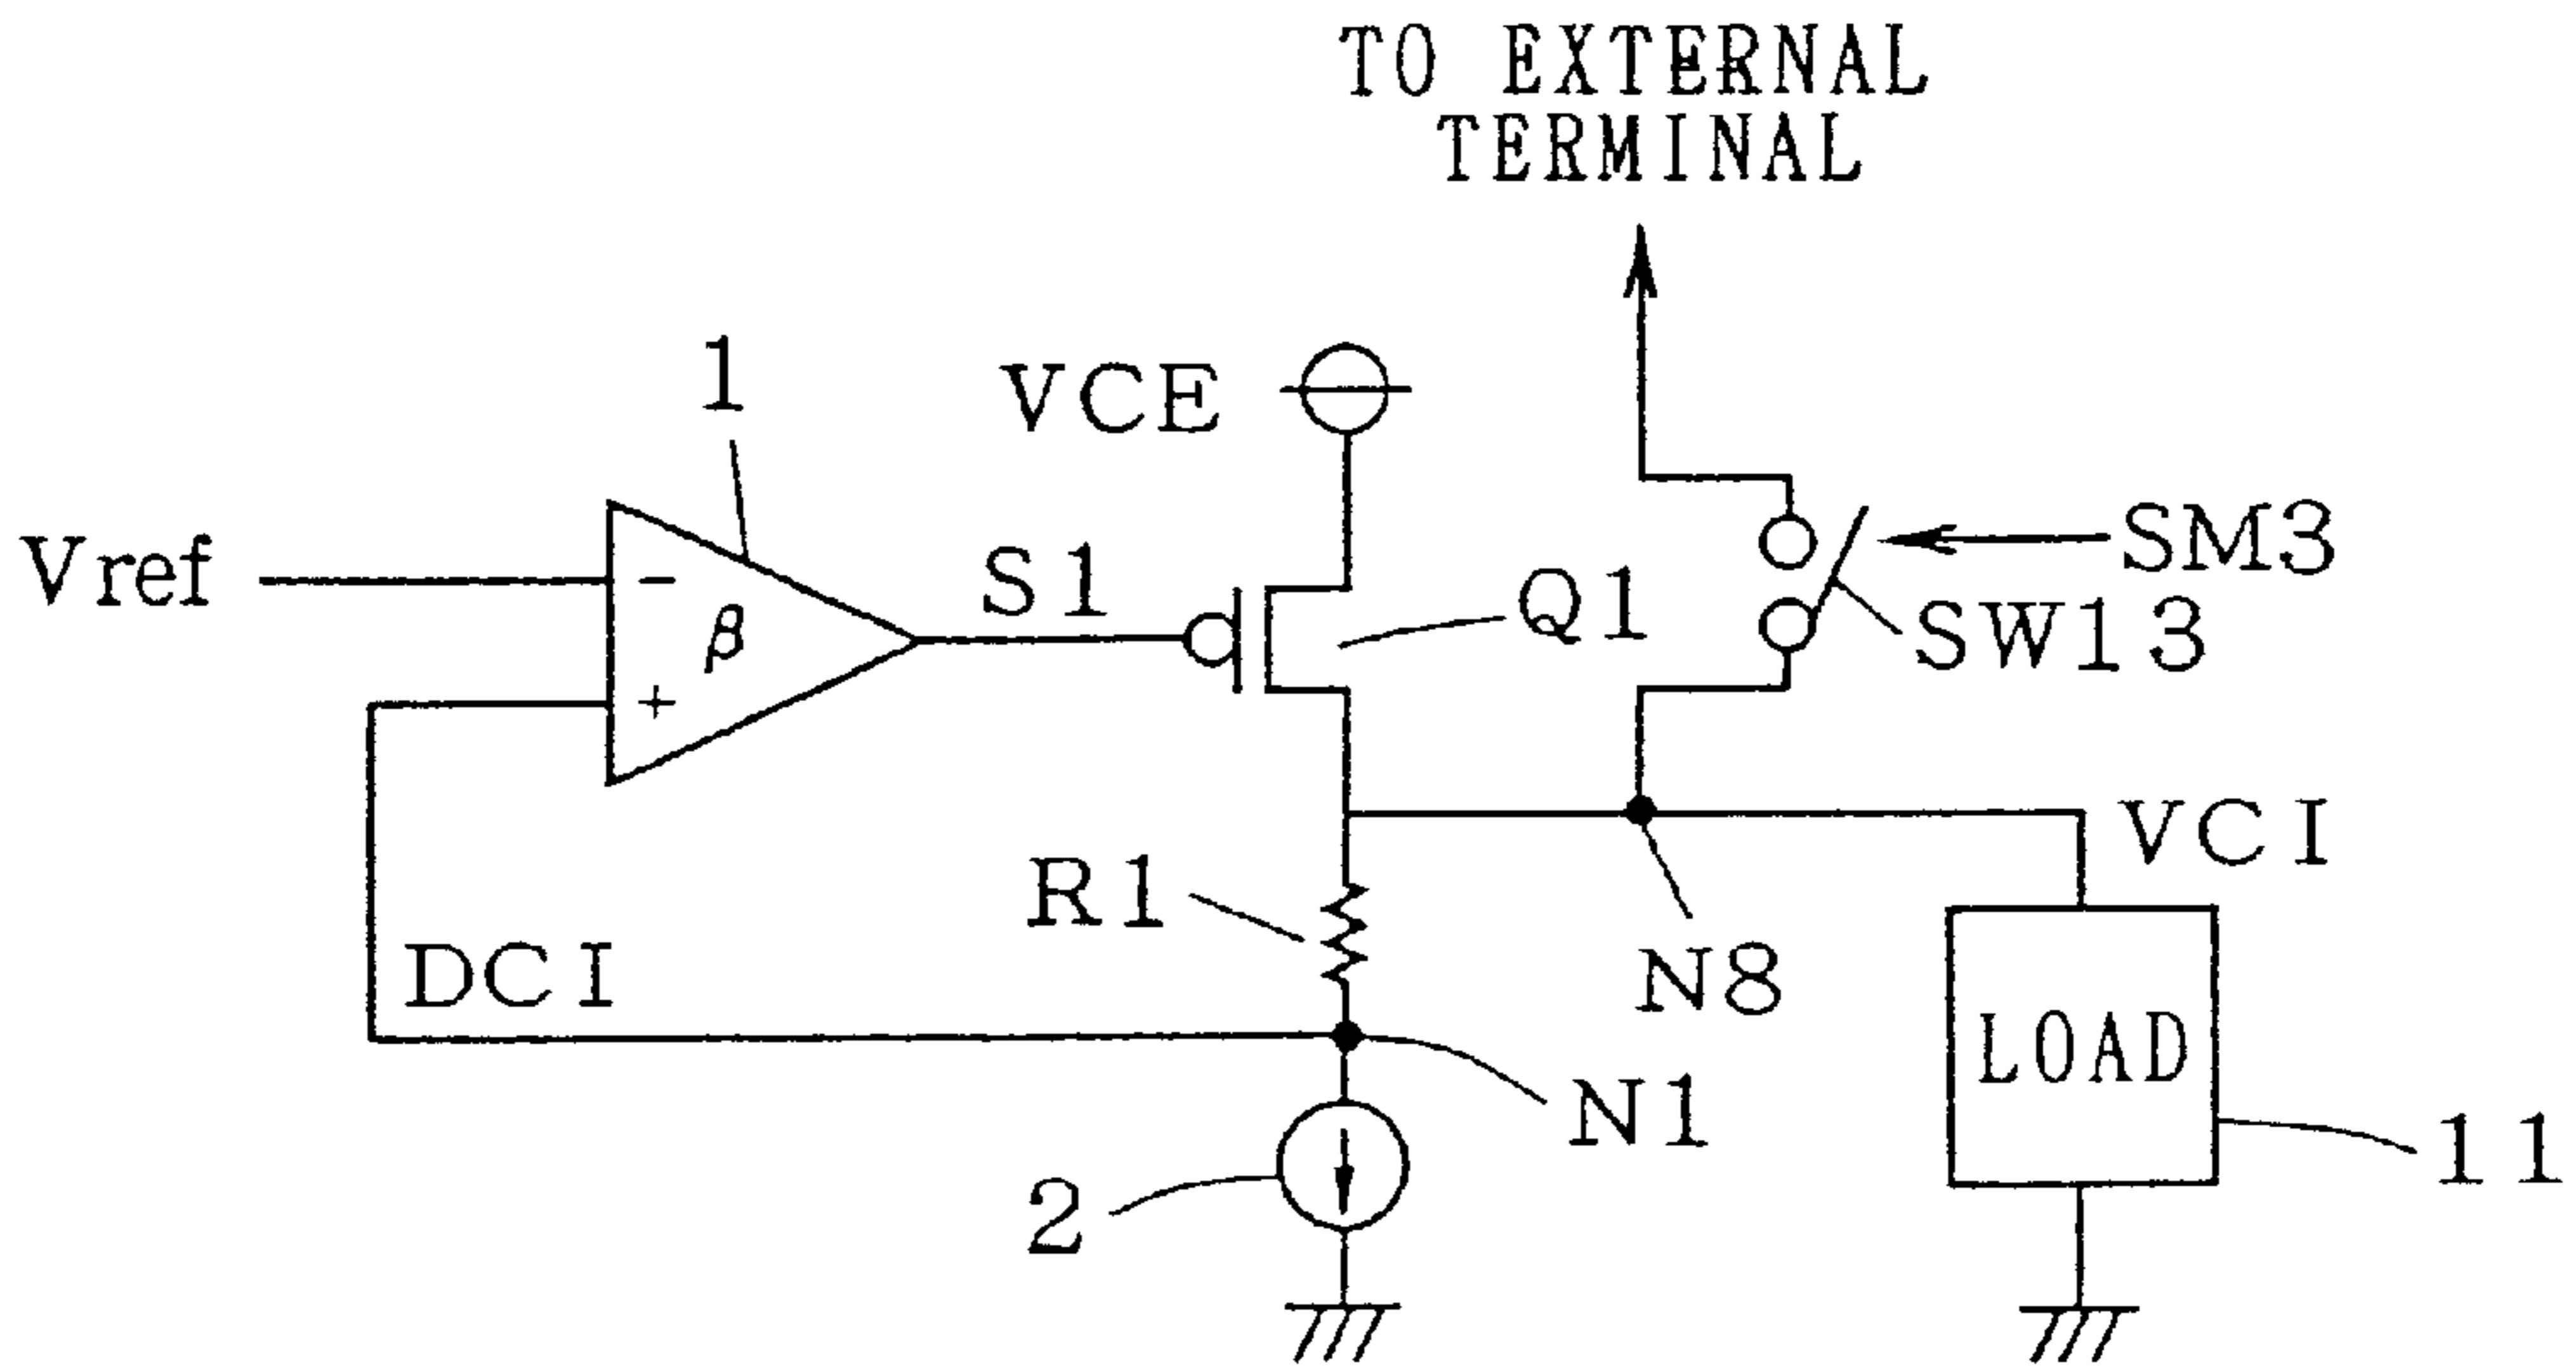 TO EXTERNAL
TERMINAL
1
VCE
Vref
−
β
+
S1
Q1
SM3
SW13
VCI
R1
DCI
N8
LOAD
N1
11
2